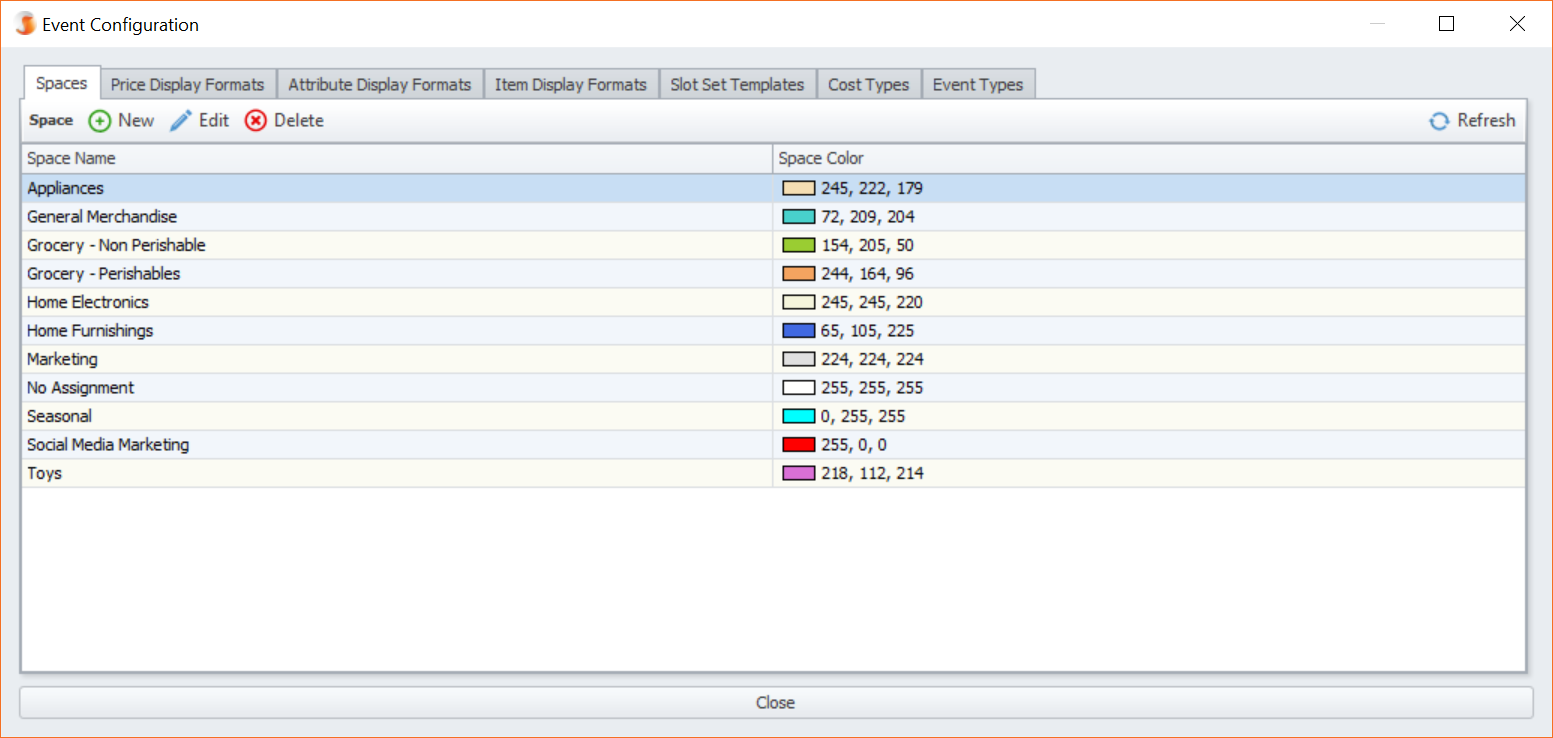 Event Configuration
Spaces Price Display Formats Attribute Display Formats Item Display Formats Slot Set Templates Cost Types Event Types
Space New Edit Delete Refresh
Space Name Space Color
Appliances 245, 222, 179
General Merchandise 72, 209, 204
Grocery - Non Perishable 154, 205, 50
Grocery - Perishables 244, 164, 96
Home Electronics 245, 245, 220
Home Furnishings 65, 105, 225
Marketing 224, 224, 224
No Assignment 255, 255, 255
Seasonal 0, 255, 255
Social Media Marketing 255, 0, 0
Toys 218, 112, 214
Close